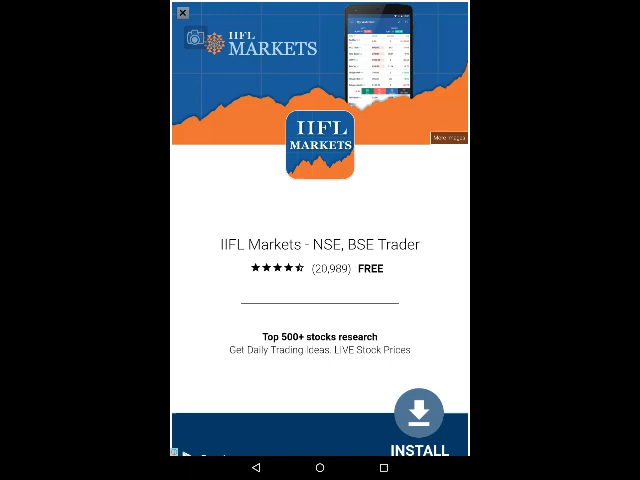 IIFL
MARKETS
IIFL
MARKETS
More Images
IIFL Markets - NSE, BSE Trader
(20,989) FREE
Top 500+ stocks research
Get Daily Trading Ideas. LIVE Stock Prices
INSTALL